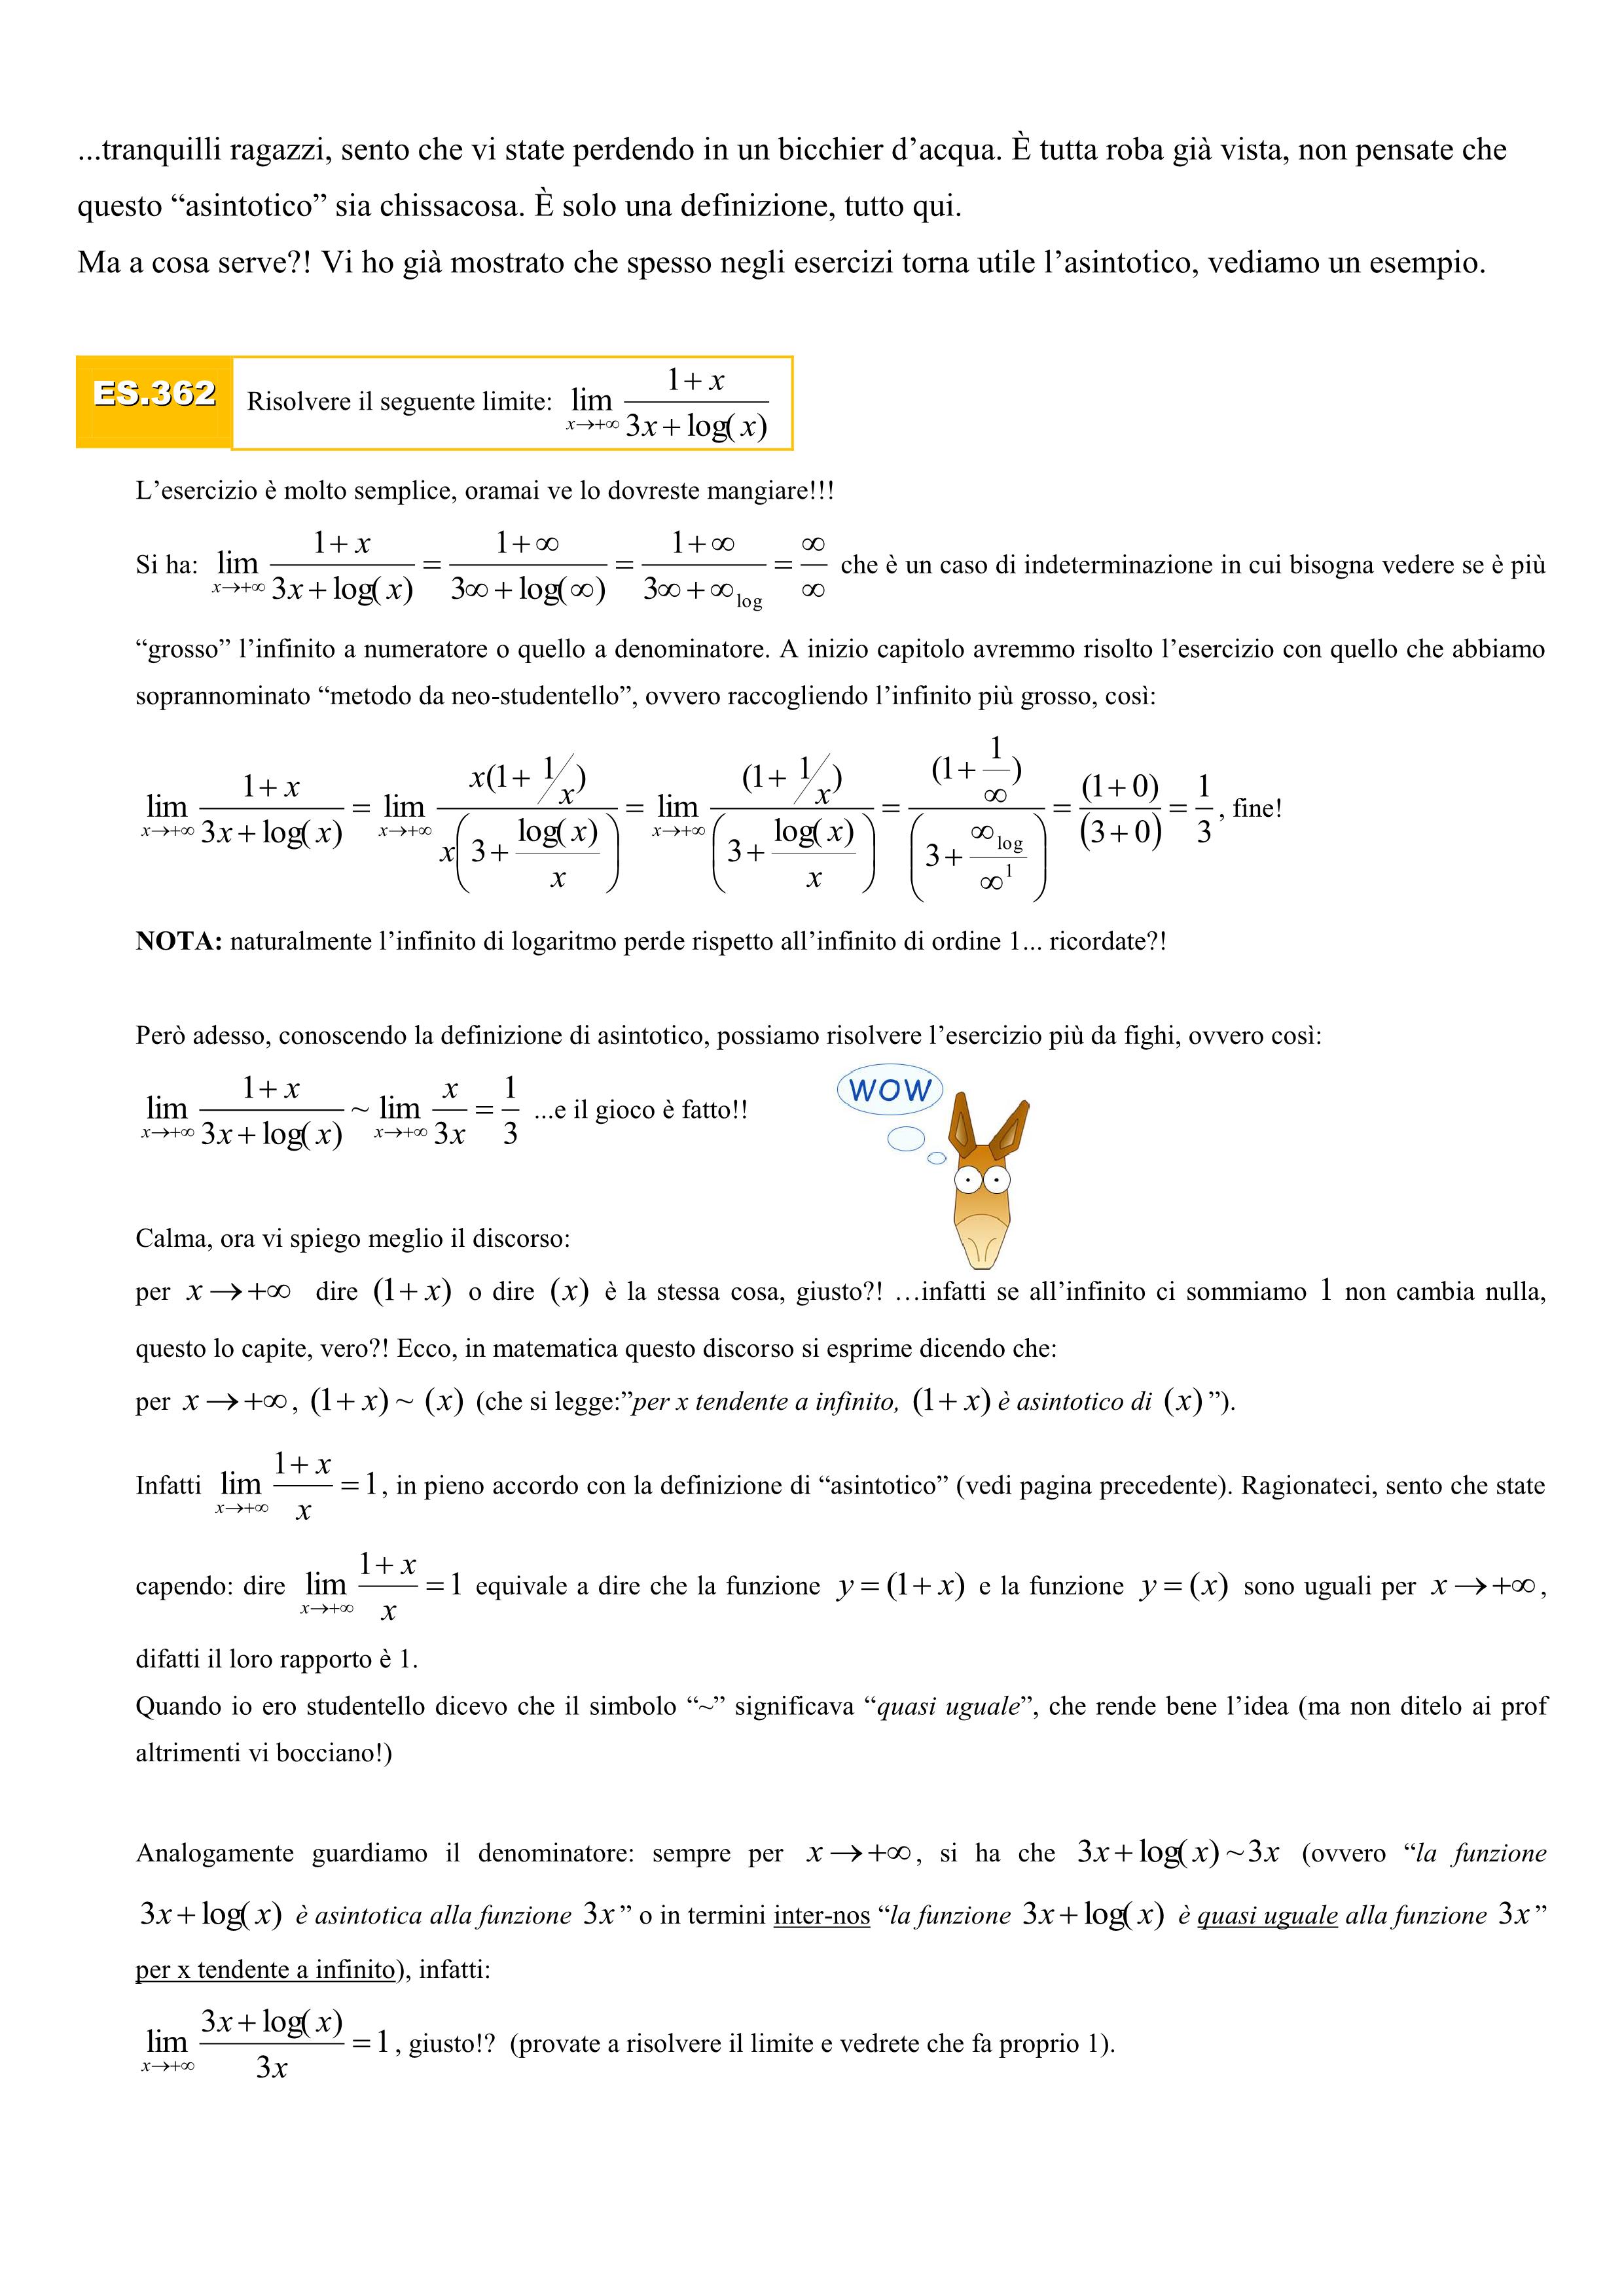 ...tranquilli ragazzi, sento che vi state perdendo in un bicchier d’acqua. È tutta roba già vista, non pensate che
questo “asintotico” sia chissacosa. È solo una definizione, tutto qui.
Ma a cosa serve?! Vi ho già mostrato che spesso negli esercizi torna utile l’asintotico, vediamo un esempio.
ES.362 Risolvere il seguente limite: $\lim_{x \to +\infty} \frac{1+x}{3x+\log(x)}$
L’esercizio è molto semplice, oramai ve lo dovreste mangiare!!!
Si ha: $\lim_{x \to +\infty} \frac{1+x}{3x+\log(x)} = \frac{1+\infty}{3\infty+\log(\infty)} = \frac{1+\infty}{3\infty+\infty_{\log}} = \frac{\infty}{\infty}$ che è un caso di indeterminazione in cui bisogna vedere se è più
“grosso” l’infinito a numeratore o quello a denominatore. A inizio capitolo avremmo risolto l’esercizio con quello che abbiamo
soprannominato “metodo da neo-studentello”, ovvero raccogliendo l’infinito più grosso, così:
$\lim_{x \to +\infty} \frac{1+x}{3x+\log(x)} = \lim_{x \to +\infty} \frac{x(1+1/x)}{x\left(3+\frac{\log(x)}{x}\right)} = \lim_{x \to +\infty} \frac{(1+1/x)}{\left(3+\frac{\log(x)}{x}\right)} = \frac{(1+\frac{1}{\infty})}{\left(3+\frac{\infty_{\log}}{\infty^1}\right)} = \frac{(1+0)}{(3+0)} = \frac{1}{3}$, fine!
NOTA: naturalmente l’infinito di logaritmo perde rispetto all’infinito di ordine 1... ricordate?!
Però adesso, conoscendo la definizione di asintotico, possiamo risolvere l’esercizio più da fighi, ovvero così:
$\lim_{x \to +\infty} \frac{1+x}{3x+\log(x)} \sim \lim_{x \to +\infty} \frac{x}{3x} = \frac{1}{3}$ ...e il gioco è fatto!!
WOW
Calma, ora vi spiego meglio il discorso:
per $x \to +\infty$ dire $(1+x)$ o dire $(x)$ è la stessa cosa, giusto?! …infatti se all’infinito ci sommiamo 1 non cambia nulla,
questo lo capite, vero?! Ecco, in matematica questo discorso si esprime dicendo che:
per $x \to +\infty$, $(1+x) \sim (x)$ (che si legge:”per x tendente a infinito, $(1+x)$ è asintotico di $(x)$”).
Infatti $\lim_{x \to +\infty} \frac{1+x}{x} = 1$, in pieno accordo con la definizione di “asintotico” (vedi pagina precedente). Ragionateci, sento che state
capendo: dire $\lim_{x \to +\infty} \frac{1+x}{x} = 1$ equivale a dire che la funzione $y=(1+x)$ e la funzione $y=(x)$ sono uguali per $x \to +\infty$,
difatti il loro rapporto è 1.
Quando io ero studentello dicevo che il simbolo “~” significava “quasi uguale”, che rende bene l’idea (ma non ditelo ai prof
altrimenti vi bocciano!)
Analogamente guardiamo il denominatore: sempre per $x \to +\infty$, si ha che $3x+\log(x) \sim 3x$ (ovvero “la funzione
$3x+\log(x)$ è asintotica alla funzione $3x$” o in termini inter-nos “la funzione $3x+\log(x)$ è quasi uguale alla funzione $3x$”
per x tendente a infinito), infatti:
$\lim_{x \to +\infty} \frac{3x+\log(x)}{3x} = 1$, giusto!? (provate a risolvere il limite e vedrete che fa proprio 1).